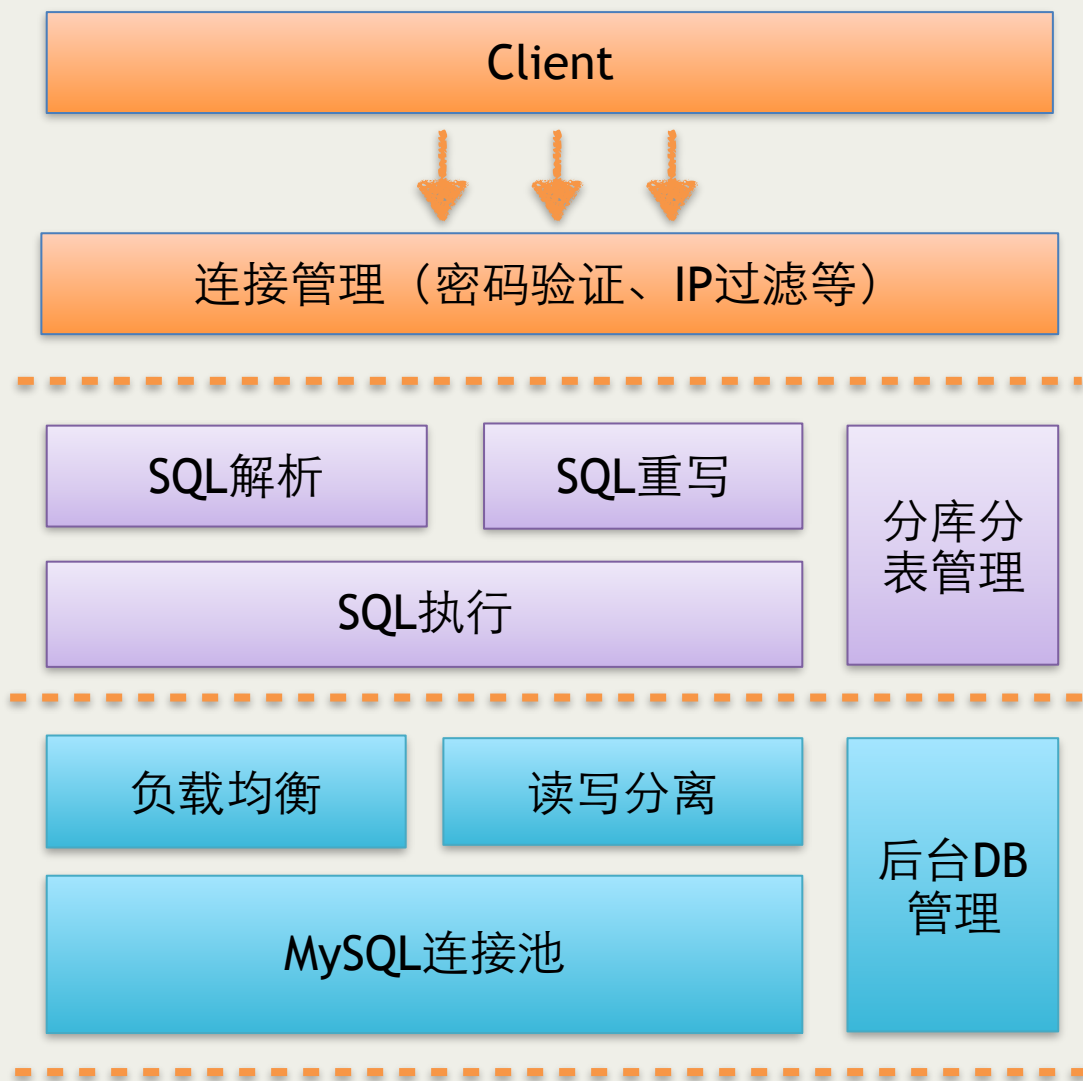 Client
连接管理（密码验证、IP过滤等）
SQL解析
SQL重写
分库分
表管理
SQL执行
负载均衡
读写分离
后台DB
管理
MySQL连接池